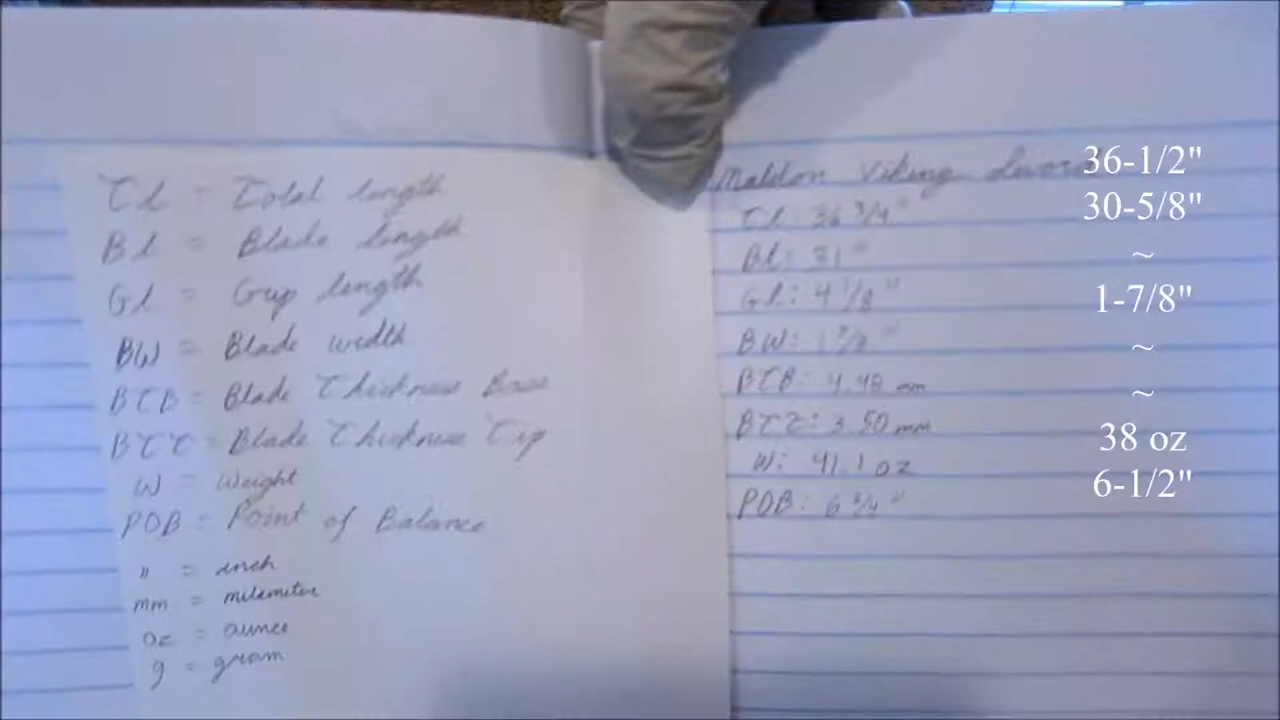 Tl = Total length
Bl = Blade length
Gl = Grip length
BW = Blade width
BTB = Blade Thickness Base
BTT = Blade Thickness Tip
W = Weight
POB = Point of Balance
" = inch
mm = milemeter
oz = ounce
g = gram
Maldon Viking Sword
Tl: 36 3/4"
Bl: 31"
Gl: 4 1/8"
BW: 1 7/8"
BTB: 4.48 mm
BTT: 3.50 mm
W: 41.1 oz
POB: 6 3/4"
36-1/2"
30-5/8"
~
1-7/8"
~
~
38 oz
6-1/2"